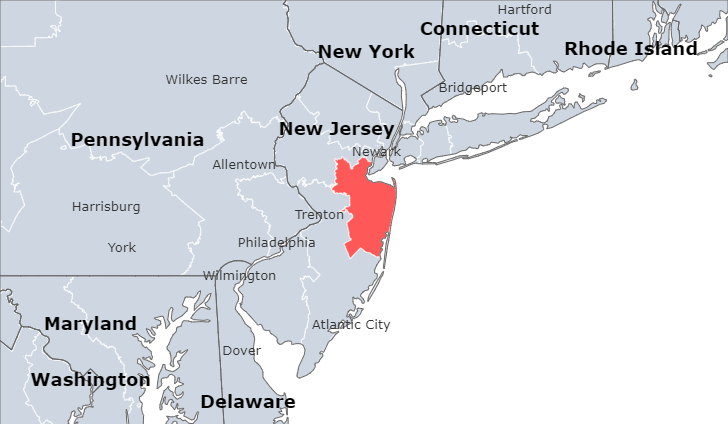 Hartford
Connecticut
New York
Rhode Island
Wilkes Barre
Bridgeport
New Jersey
Pennsylvania
Newark
Allentown
Harrisburg
Trenton
York
Philadelphia
Wilmington
Maryland
Atlantic City
Dover
Washington
Delaware